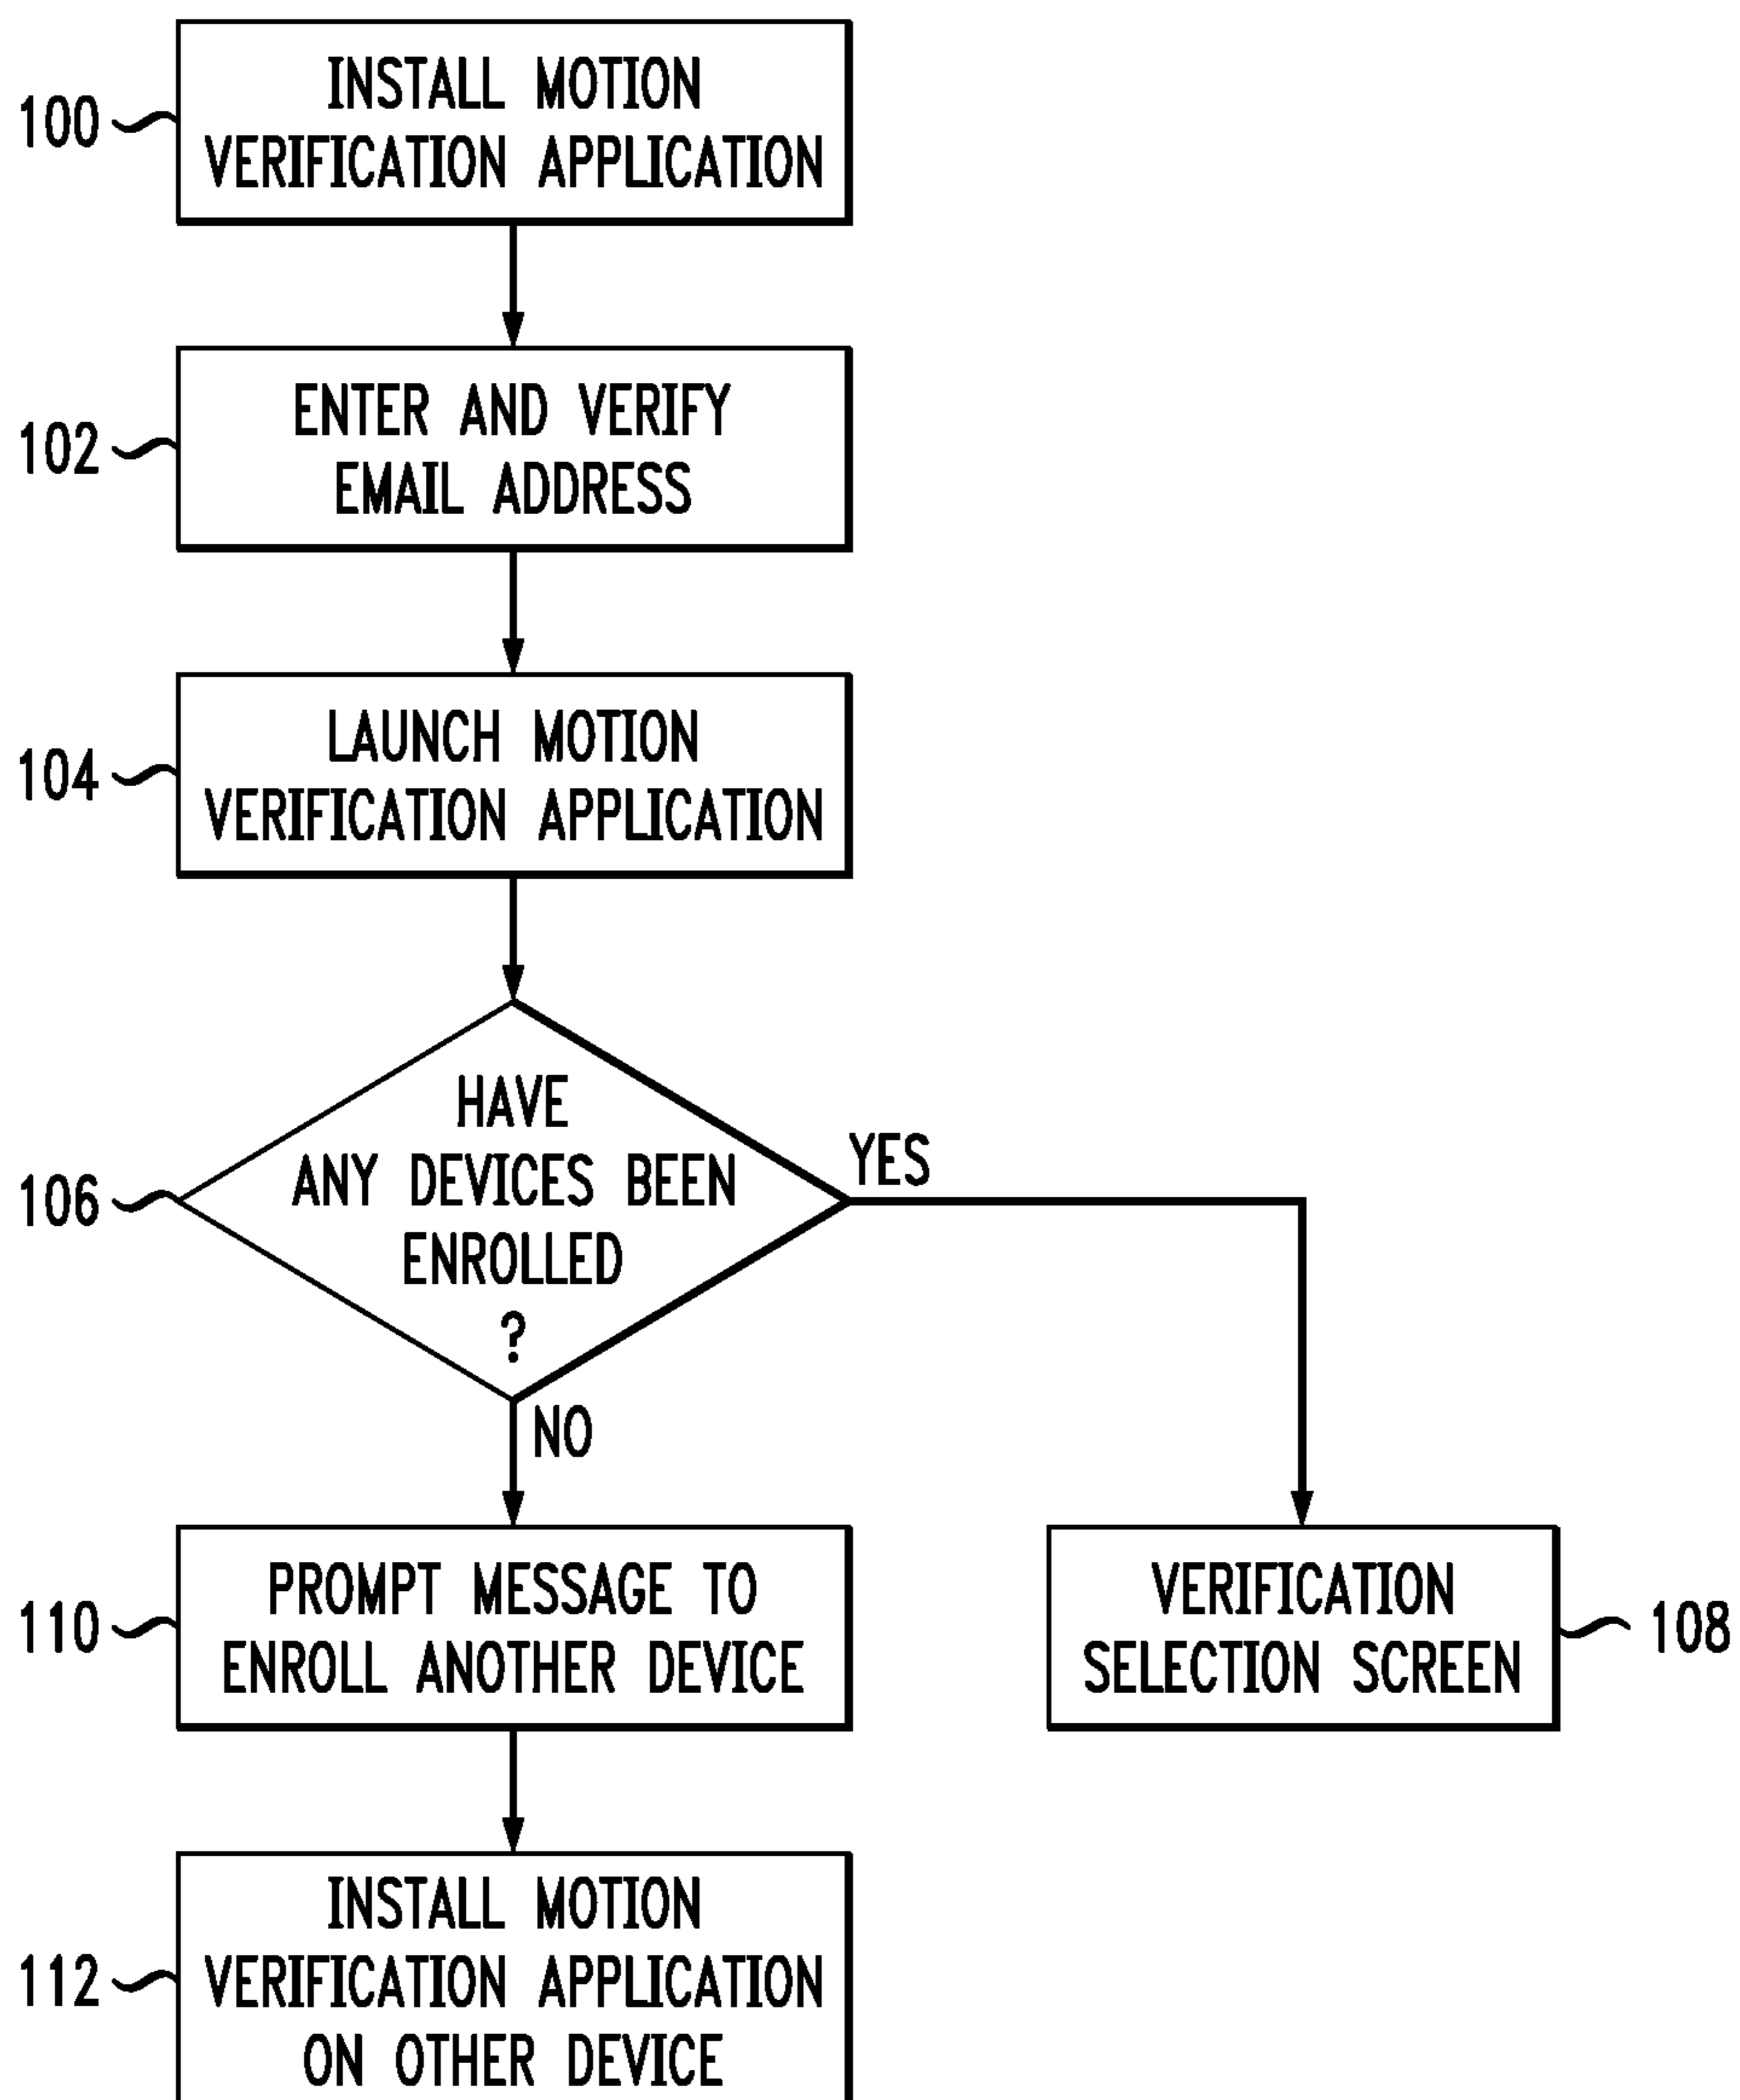 100
INSTALL MOTION
VERIFICATION APPLICATION
102
ENTER AND VERIFY
EMAIL ADDRESS
104
LAUNCH MOTION
VERIFICATION APPLICATION
106
HAVE
ANY DEVICES BEEN
ENROLLED
?
YES
NO
110
PROMPT MESSAGE TO
ENROLL ANOTHER DEVICE
VERIFICATION
SELECTION SCREEN
108
112
INSTALL MOTION
VERIFICATION APPLICATION
ON OTHER DEVICE